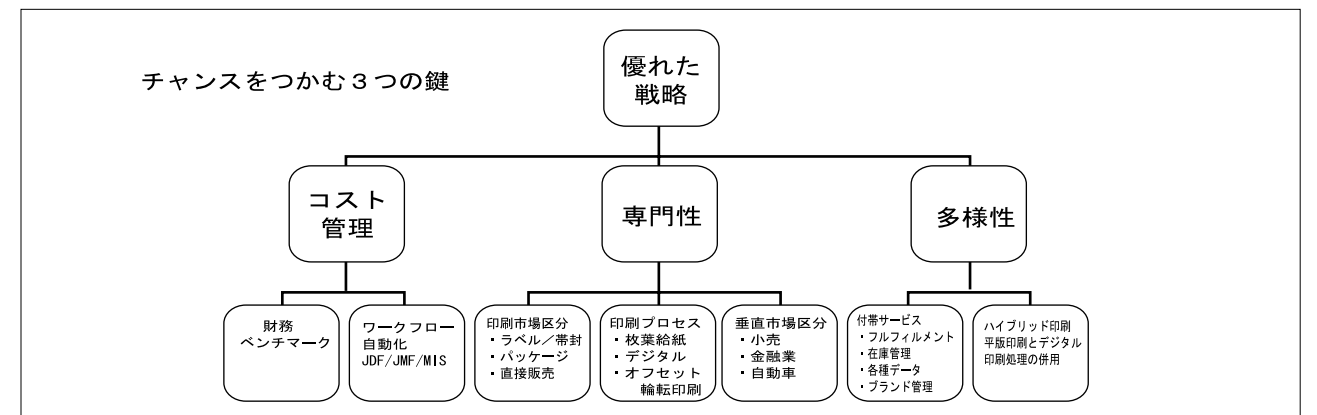 チャンスをつかむ３つの鍵
優れた
戦略
コスト
管理
専門性
多様性
財務
ベンチマーク
ワークフロー
自動化
JDF/JMF/MIS
印刷市場区分
・ラベル／帯封
・パッケージ
・直接販売
印刷プロセス
・枚葉給紙
・デジタル
・オフセット
輪転印刷
垂直市場区分
・小売
・金融業
・自動車
付帯サービス
・フルフィルメント
・在庫管理
・各種データ
・ブランド管理
ハイブリッド印刷
平版印刷とデジタル
印刷処理の併用